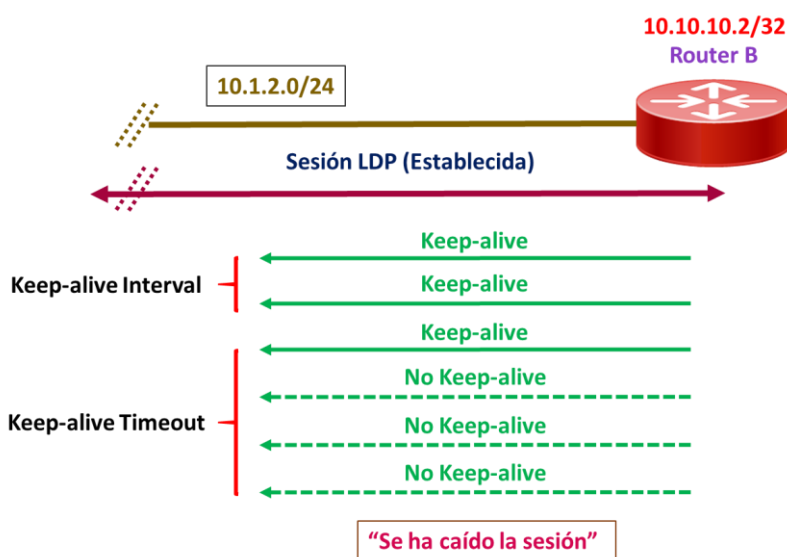 10.10.10.2/32
Router B
10.1.2.0/24
Sesión LDP (Establecida)
Keep-alive
Keep-alive Interval
Keep-alive
Keep-alive
No Keep-alive
Keep-alive Timeout
No Keep-alive
No Keep-alive
“Se ha caído la sesión”